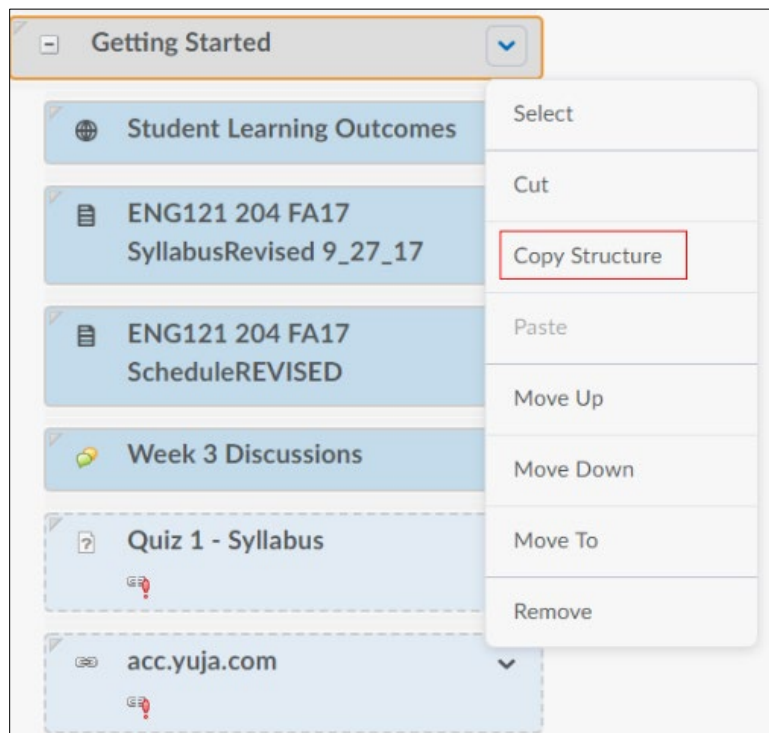 Getting Started
Student Learning Outcomes
ENG121 204 FA17
SyllabusRevised 9_27_17
ENG121 204 FA17
ScheduleREVISED
Week 3 Discussions
Quiz 1 - Syllabus
acc.yuja.com
Select
Cut
Copy Structure
Paste
Move Up
Move Down
Move To
Remove